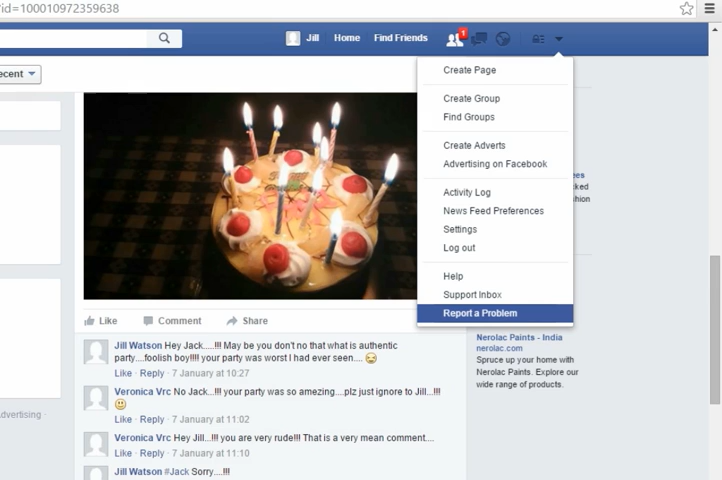 ?id=100010972359638
Jill Home Find Friends 1
ecent
Create Page
Create Group
Find Groups
Create Adverts
Advertising on Facebook
Activity Log
News Feed Preferences
Settings
Log out
Help
Support Inbox
Report a Problem
ees
ked
shion
Like Comment Share
Jill Watson Hey Jack....!!! May be you don't no that what is authentic
party....foolish boy!!!! your party was worst I had ever seen....
Like · Reply · 7 January at 10:27
Veronica Vrc No Jack...!!! your party was so amezing....plz just ignore to Jill...!!!
Like · Reply · 7 January at 11:02
Veronica Vrc Hey Jill...!!! you are very rude!!! That is a very mean comment....
Like · Reply · 7 January at 11:10
Jill Watson #Jack Sorry....!!!
Nerolac Paints - India
nerolac.com
Spruce up your home with
Nerolac Paints. Explore our
wide range of products.
dvertising ·